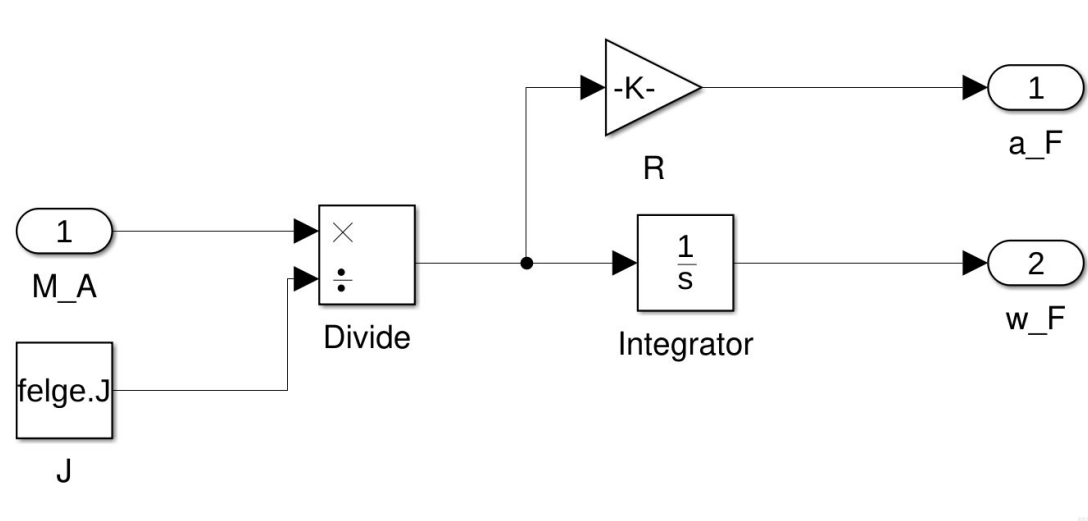 -K-
R
1
a_F
1
M_A
×
÷
Divide
1
s
Integrator
2
w_F
felge.J
J